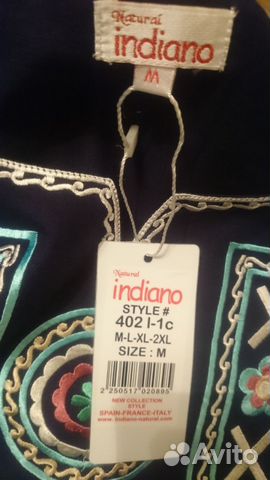 Natural
indiano
M
Natural
indiano
STYLE #
402 I-1c
M-L-XL-2XL
SIZE : M
2 250517 020895
NEW COLLECTION
STYLE
SPAIN-FRANCE-ITALY
www.indiano-natural.com
Avito